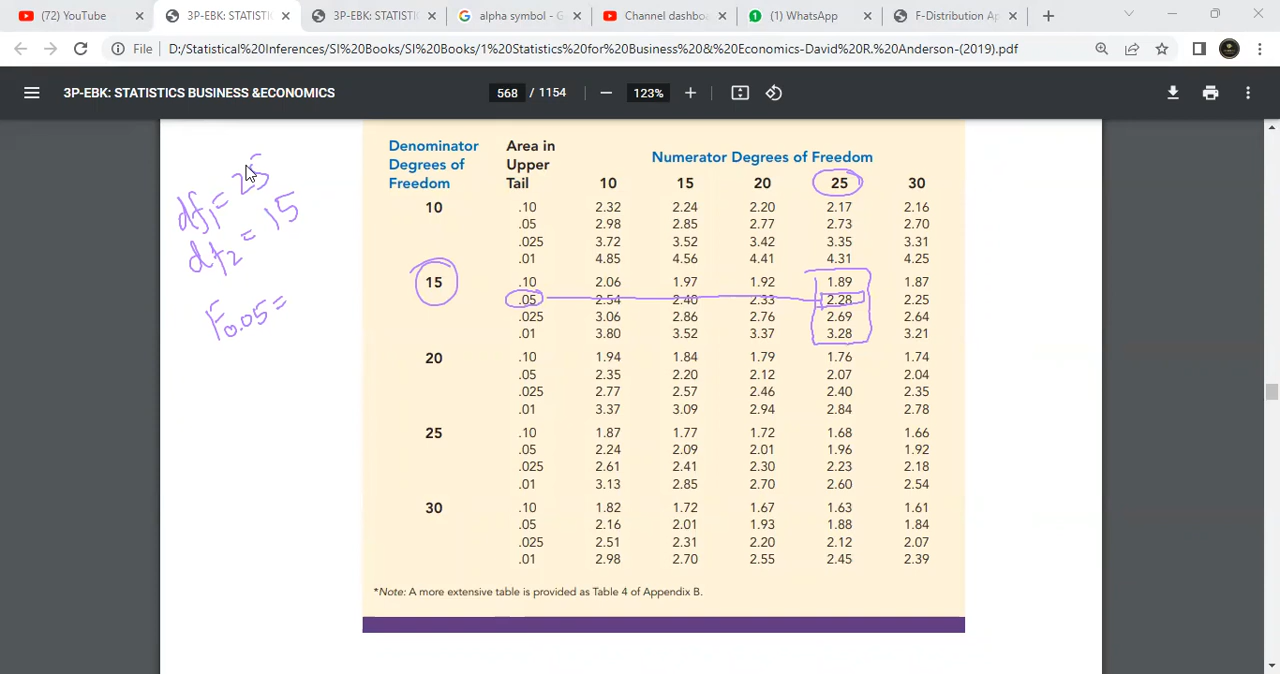 (72) YouTube
3P-EBK: STATISTI
3P-EBK: STATISTI
alpha symbol - G
Channel dashbo
(1) WhatsApp
F-Distribution Ap
File
D:/Statistical%20Inferences/SI%20Books/SI%20Books/1%20Statistics%20for%20Business%20&%20Economics-David%20R.%20Anderson-(2019).pdf
3P-EBK: STATISTICS BUSINESS &ECONOMICS
568 / 1154
123%
Denominator Degrees of Freedom
Area in Upper Tail
Numerator Degrees of Freedom
10 15 20 25 30
10 .10 2.32 2.24 2.20 2.17 2.16
.05 2.98 2.85 2.77 2.73 2.70
.025 3.72 3.52 3.42 3.35 3.31
.01 4.85 4.56 4.41 4.31 4.25
15 .10 2.06 1.97 1.92 1.89 1.87
.05 2.54 2.40 2.33 2.28 2.25
.025 3.06 2.86 2.76 2.69 2.64
.01 3.80 3.52 3.37 3.28 3.21
20 .10 1.94 1.84 1.79 1.76 1.74
.05 2.35 2.20 2.12 2.07 2.04
.025 2.77 2.57 2.46 2.40 2.35
.01 3.37 3.09 2.94 2.84 2.78
25 .10 1.87 1.77 1.72 1.68 1.66
.05 2.24 2.09 2.01 1.96 1.92
.025 2.61 2.41 2.30 2.23 2.18
.01 3.13 2.85 2.70 2.60 2.54
30 .10 1.82 1.72 1.67 1.63 1.61
.05 2.16 2.01 1.93 1.88 1.84
.025 2.51 2.31 2.20 2.12 2.07
.01 2.98 2.70 2.55 2.45 2.39
*Note: A more extensive table is provided as Table 4 of Appendix B.
df1 = 25
df2 = 15
F0.05 =